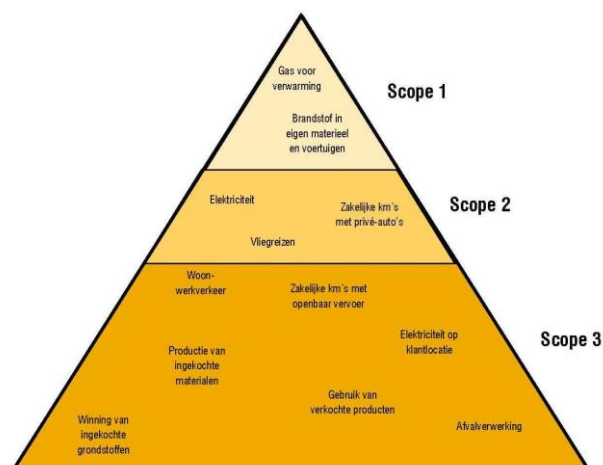 Gas voor
verwarming
Scope 1
Brandstof in
eigen materieel
en voertuigen
Elektriciteit
Zakelijke km's
met privé-auto's
Scope 2
Vliegreizen
Woon-
werkverkeer
Zakelijke km's met
openbaar vervoer
Elektriciteit op
klantlocatie
Scope 3
Productie van
ingekochte
materialen
Gebruik van
verkochte producten
Winning van
ingekochte
grondstoffen
Afvalverwerking